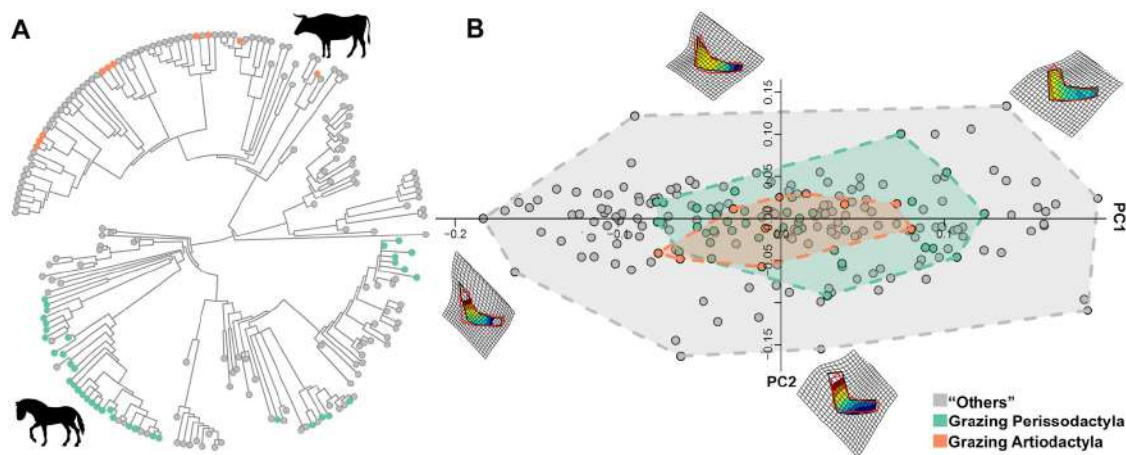 A
B
0.15
0.10
0.05
PC1
-0.2
-0.1
0.00
0.1
0.05
-0.15
PC2
"Others"
Grazing Perissodactyla
Grazing Artiodactyla